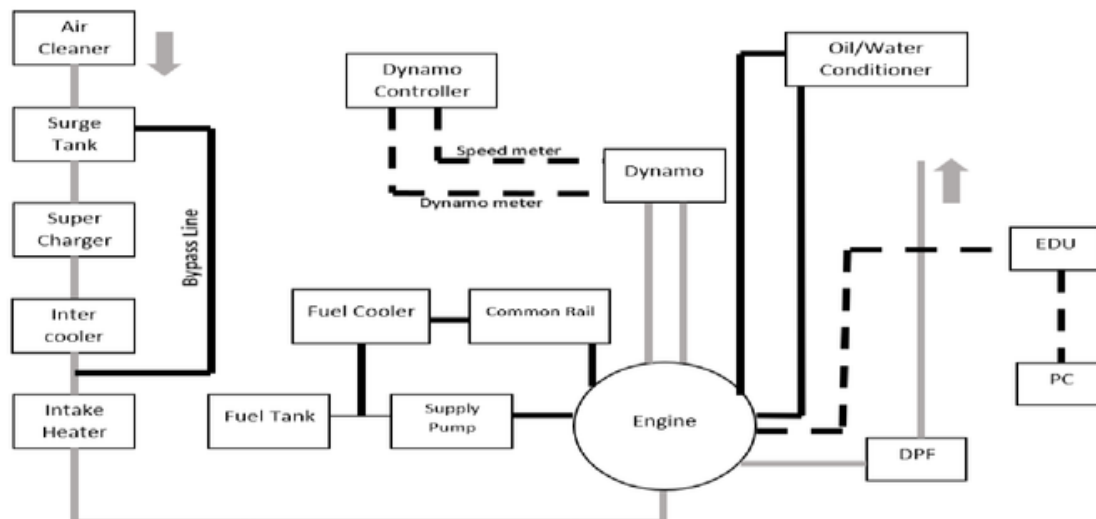 Air
Cleaner
Surge
Tank
Super
Charger
Inter
cooler
Intake
Heater
Bypass Line
Dynamo
Controller
Speed meter
Dynamo meter
Dynamo
Oil/Water
Conditioner
Fuel Cooler
Common Rail
Fuel Tank
Supply
Pump
Engine
EDU
PC
DPF